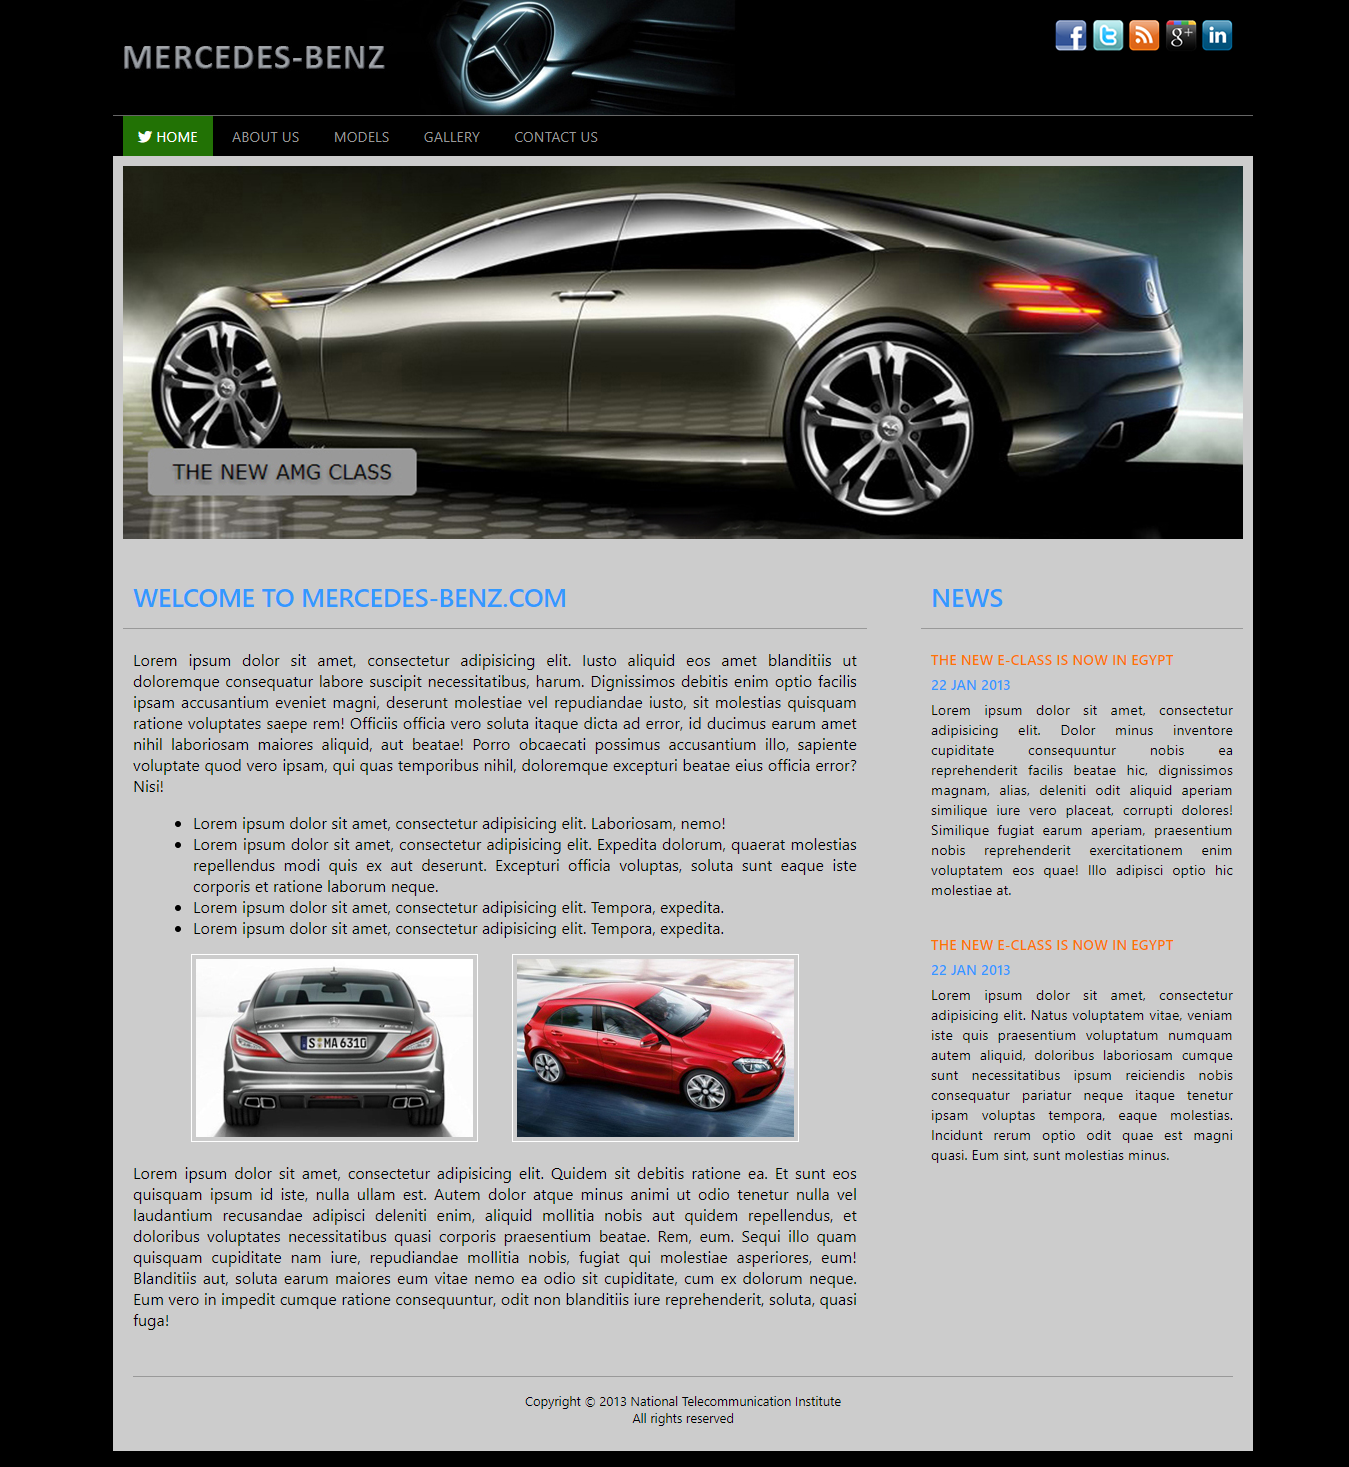 MERCEDES-BENZ
HOME ABOUT US MODELS GALLERY CONTACT US
THE NEW AMG CLASS
WELCOME TO MERCEDES-BENZ.COM
Lorem ipsum dolor sit amet, consectetur adipisicing elit. Iusto aliquid eos amet blanditiis ut
doloremque consequatur labore suscipit necessitatibus, harum. Dignissimos debitis enim optio facilis
ipsam accusantium eveniet magni, deserunt molestiae vel repudiandae iusto, sit molestias quisquam
ratione voluptates saepe rem! Officiis officia vero soluta itaque dicta ad error, id ducimus earum amet
nihil laboriosam maiores aliquid, aut beatae! Porro obcaecati possimus accusantium illo, sapiente
voluptate quod vero ipsam, qui quas temporibus nihil, doloremque excepturi beatae eius officia error?
Nisi!
• Lorem ipsum dolor sit amet, consectetur adipisicing elit. Laboriosam, nemo!
• Lorem ipsum dolor sit amet, consectetur adipisicing elit. Expedita dolorum, quaerat molestias
repellendus modi quis ex aut deserunt. Excepturi officia voluptas, soluta sunt eaque iste
corporis et ratione laborum neque.
• Lorem ipsum dolor sit amet, consectetur adipisicing elit. Tempora, expedita.
• Lorem ipsum dolor sit amet, consectetur adipisicing elit. Tempora, expedita.
S MA 6310
Lorem ipsum dolor sit amet, consectetur adipisicing elit. Quidem sit debitis ratione ea. Et sunt eos
quisquam ipsum id iste, nulla ullam est. Autem dolor atque minus animi ut odio tenetur nulla vel
laudantium recusandae adipisci deleniti enim, aliquid mollitia nobis aut quidem repellendus, et
doloribus voluptates necessitatibus quasi corporis praesentium beatae. Rem, eum. Sequi illo quam
quisquam cupiditate nam iure, repudiandae mollitia nobis, fugiat qui molestiae asperiores, eum!
Blanditiis aut, soluta earum maiores eum vitae nemo ea odio sit cupiditate, cum ex dolorum neque.
Eum vero in impedit cumque ratione consequuntur, odit non blanditiis iure reprehenderit, soluta, quasi
fuga!
NEWS
THE NEW E-CLASS IS NOW IN EGYPT
22 JAN 2013
Lorem ipsum dolor sit amet, consectetur
adipisicing elit. Dolor minus inventore
cupiditate consequuntur nobis ea
reprehenderit facilis beatae hic, dignissimos
magnam, alias, deleniti odit aliquid aperiam
similique iure vero placeat, corrupti dolores!
Similique fugiat earum aperiam, praesentium
nobis reprehenderit exercitationem enim
voluptatem eos quae! Illo adipisci optio hic
molestiae at.
THE NEW E-CLASS IS NOW IN EGYPT
22 JAN 2013
Lorem ipsum dolor sit amet, consectetur
adipisicing elit. Natus voluptatem vitae, veniam
iste quis praesentium voluptatum numquam
autem aliquid, doloribus laboriosam cumque
sunt necessitatibus ipsum reiciendis nobis
consequatur pariatur neque itaque tenetur
ipsam voluptas tempora, eaque molestias.
Incidunt rerum optio odit quae est magni
quasi. Eum sint, sunt molestias minus.
Copyright © 2013 National Telecommunication Institute
All rights reserved